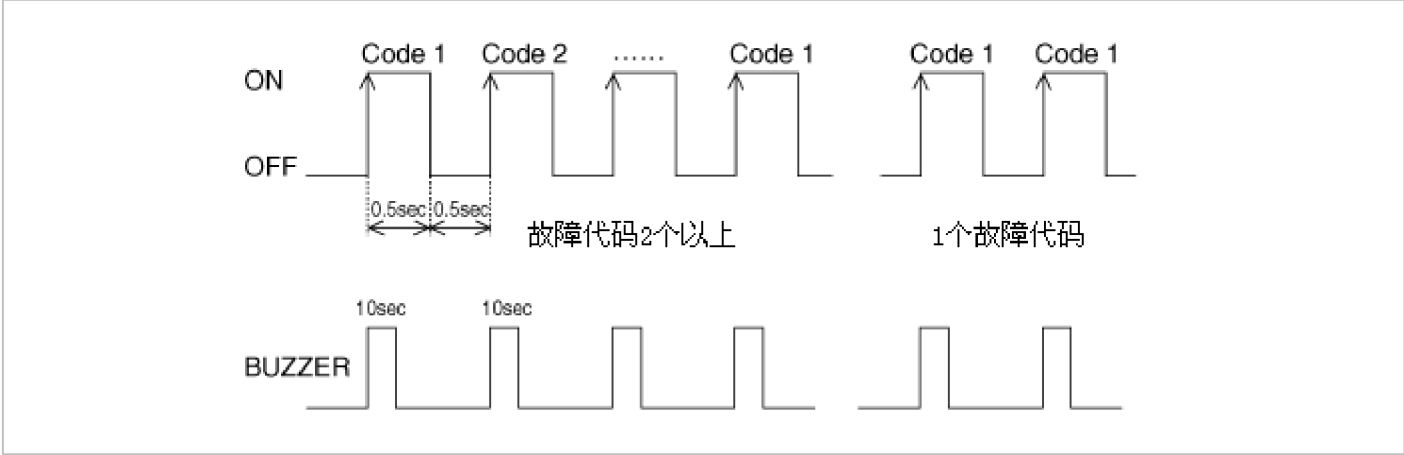 Code 1 Code 2 ...... Code 1 Code 1 Code 1
ON
OFF
0.5sec 0.5sec
故障代码2个以上 1个故障代码
10sec 10sec
BUZZER